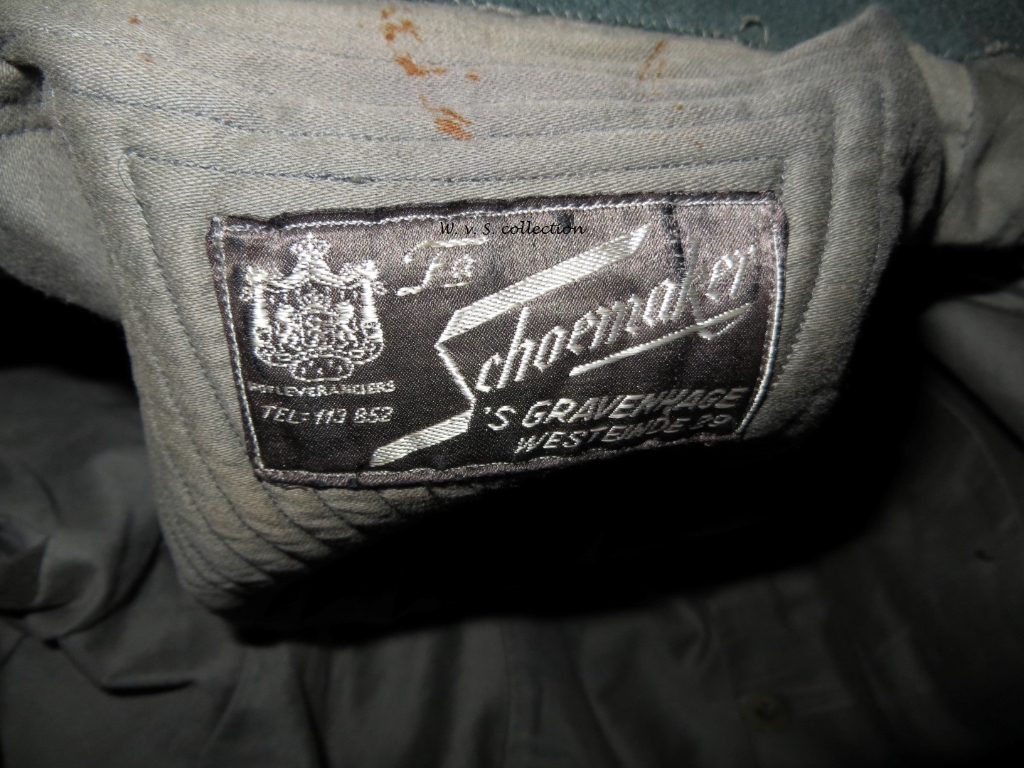 W. v. S. collection
Fa
Schoemaker
HOFLEVERANCIERS
TEL: 113 853
'S GRAVENHAGE
WESTEINDE 29